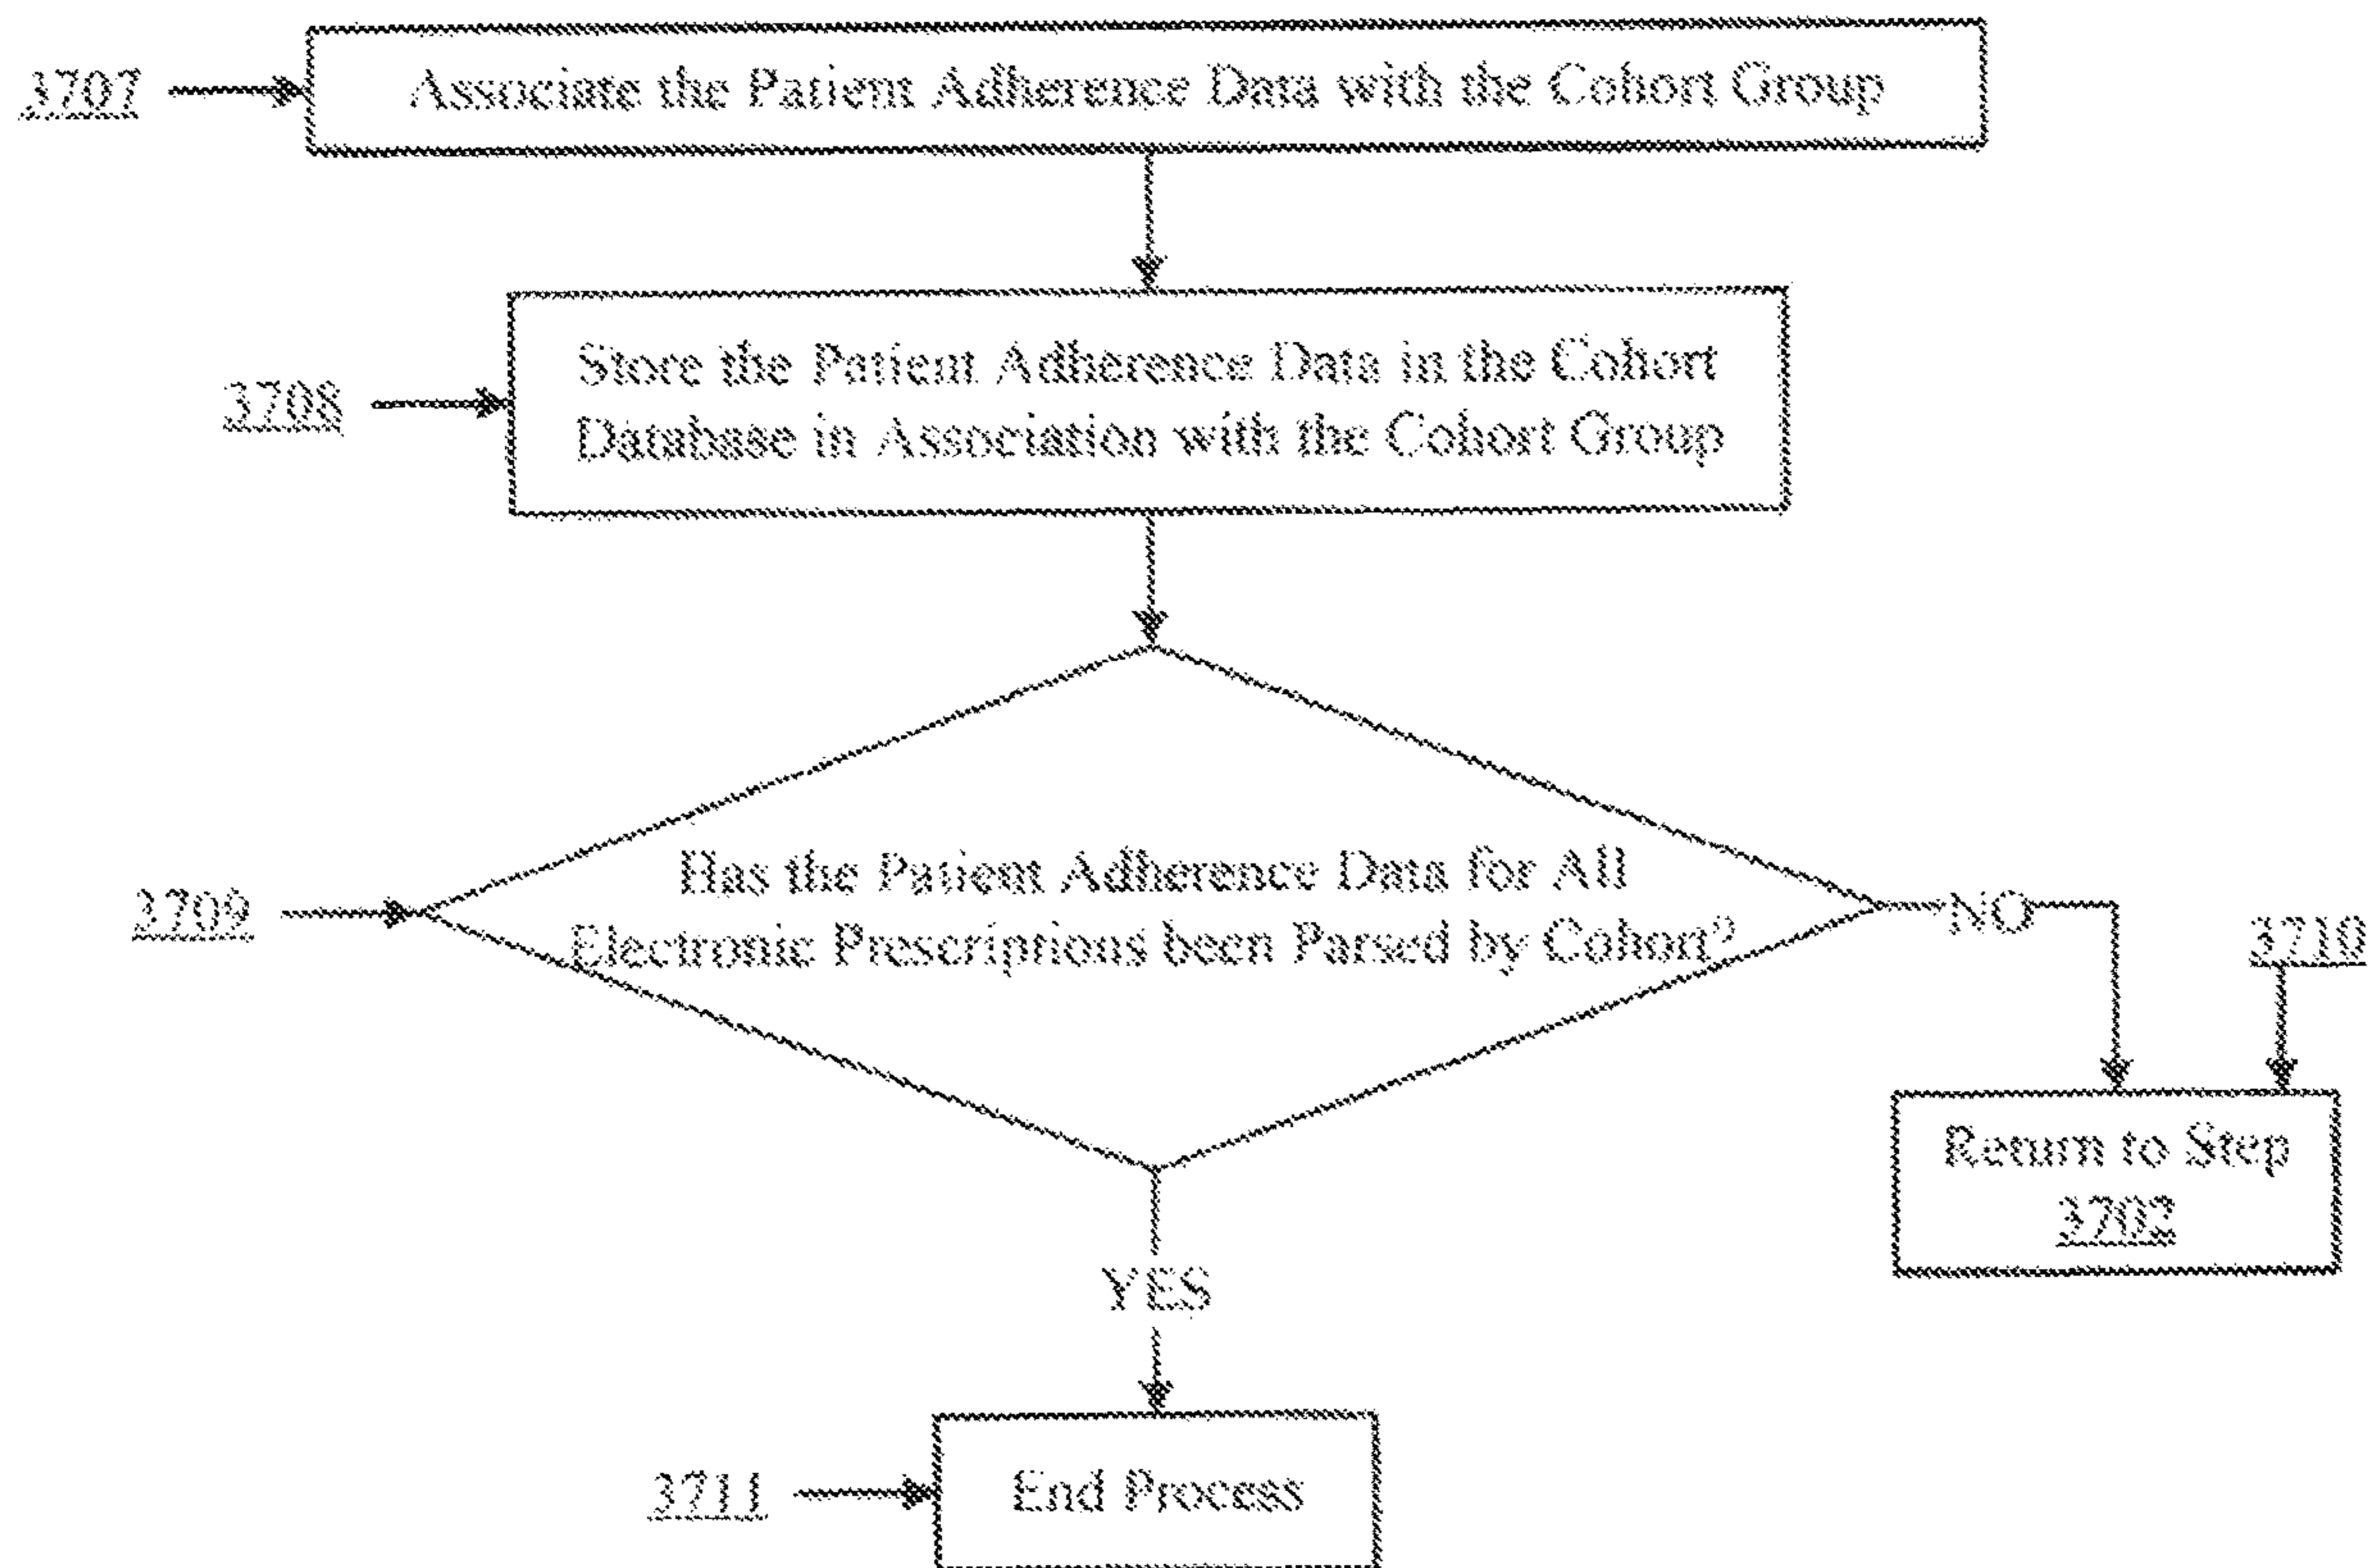 3707
Associate the Patient Adherence Data with the Cohort Group
3708
Store the Patient Adherence Data in the Cohort
Database in Association with the Cohort Group
3709
Has the Patient Adherence Data for All
Electronic Prescriptions been Parsed by Cohort?
NO
3710
Return to Step
3702
YES
3711
End Process